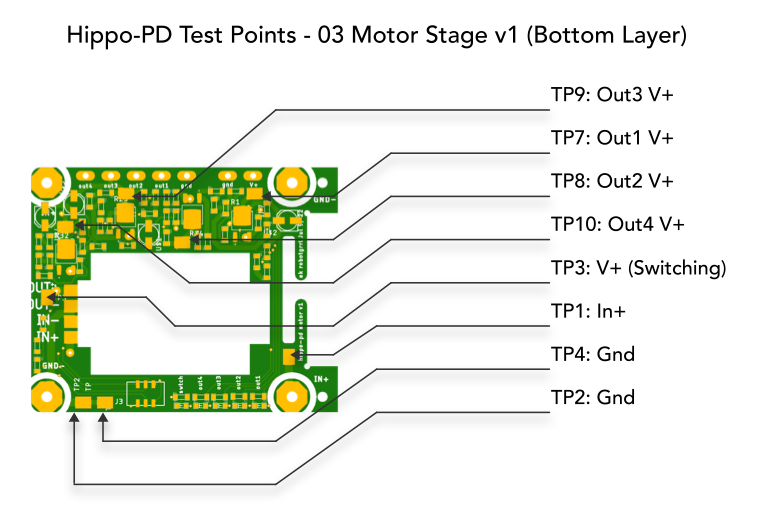 Hippo-PD Test Points - 03 Motor Stage v1 (Bottom Layer)
TP9: Out3 V+
TP7: Out1 V+
TP8: Out2 V+
TP10: Out4 V+
TP3: V+ (Switching)
TP1: In+
TP4: Gnd
TP2: Gnd
out4 out3 out2 out1 gnd gnd V+
GND-
R1
OUT-
IN-
IN+
hippo-pd motor v1
GND-
IN+
TP2
TP
J3
out4
out3
out2
out1